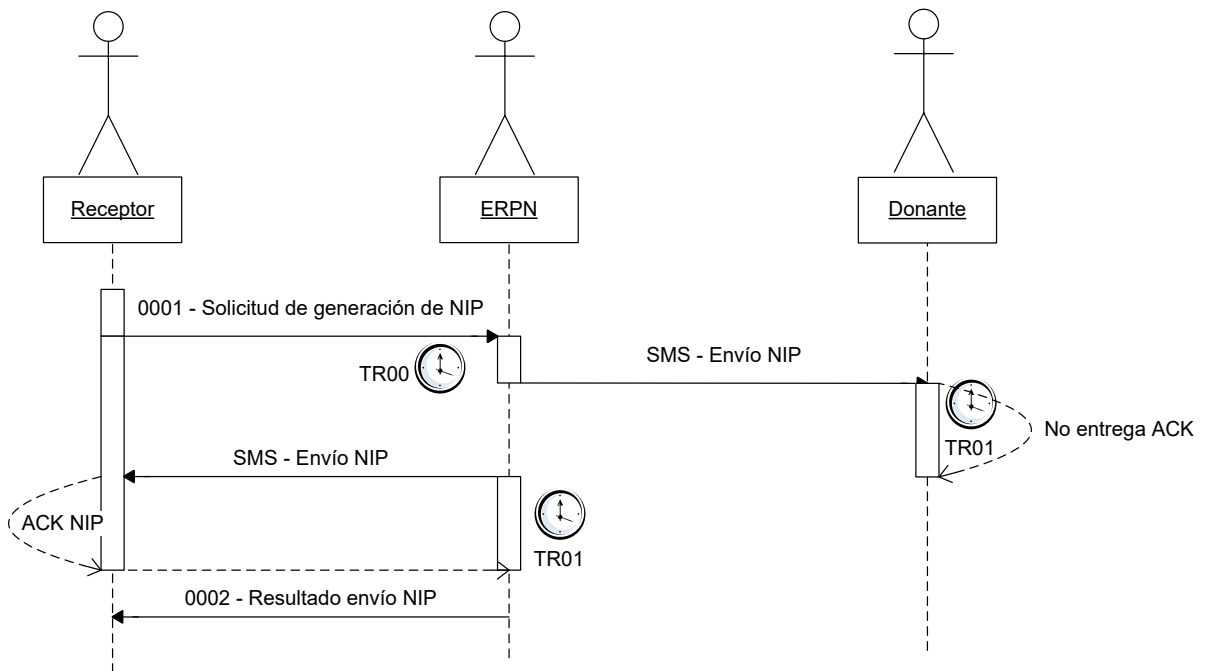 Receptor
ERPN
Donante
0001 - Solicitud de generación de NIP
SMS - Envío NIP
TR00
No entrega ACK
TR01
SMS - Envío NIP
ACK NIP
TR01
0002 - Resultado envío NIP